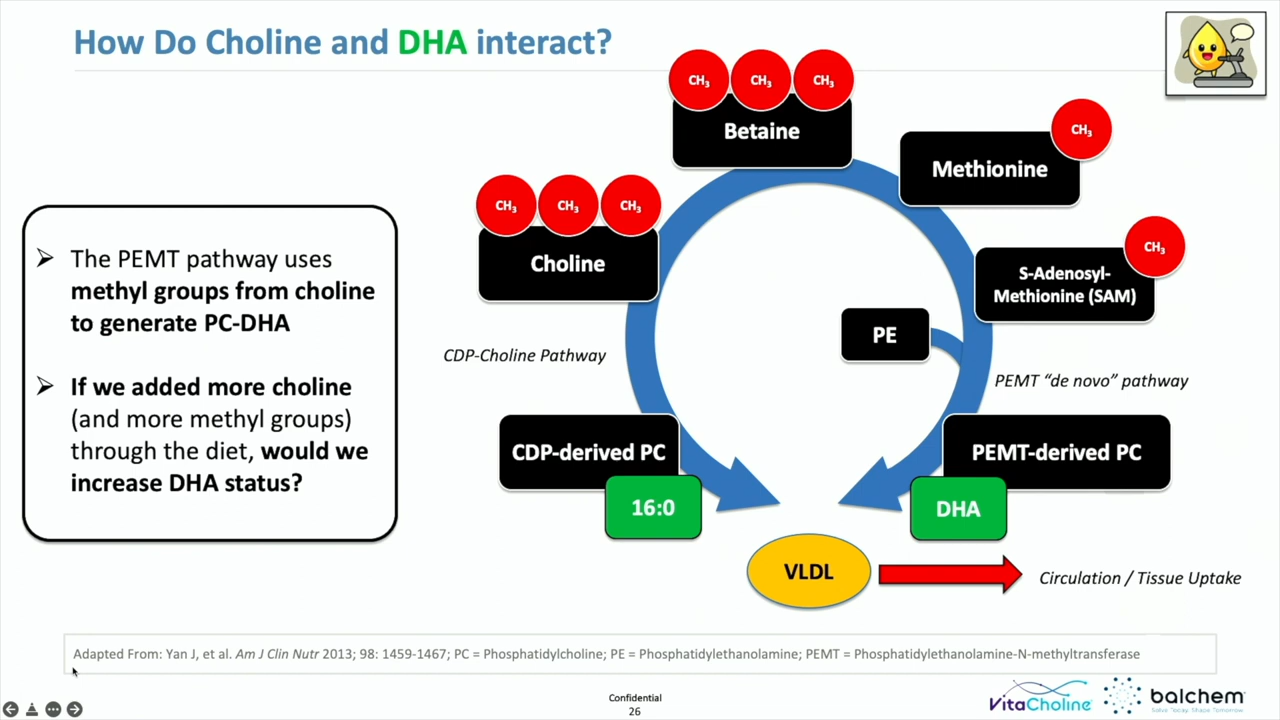 How Do Choline and DHA interact?
CH3 CH3 CH3
Betaine
CH3
Methionine
CH3 CH3 CH3
Choline
CH3
S-Adenosyl-
Methionine (SAM)
➢ The PEMT pathway uses
methyl groups from choline
to generate PC-DHA
➢ If we added more choline
(and more methyl groups)
through the diet, would we
increase DHA status?
PE
CDP-Choline Pathway
PEMT “de novo” pathway
CDP-derived PC
16:0
PEMT-derived PC
DHA
VLDL
Circulation / Tissue Uptake
Adapted From: Yan J, et al. Am J Clin Nutr 2013; 98: 1459-1467; PC = Phosphatidylcholine; PE = Phosphatidylethanolamine; PEMT = Phosphatidylethanolamine-N-methyltransferase
Confidential
26
VitaCholine
balchem
Solve Today. Shape Tomorrow.